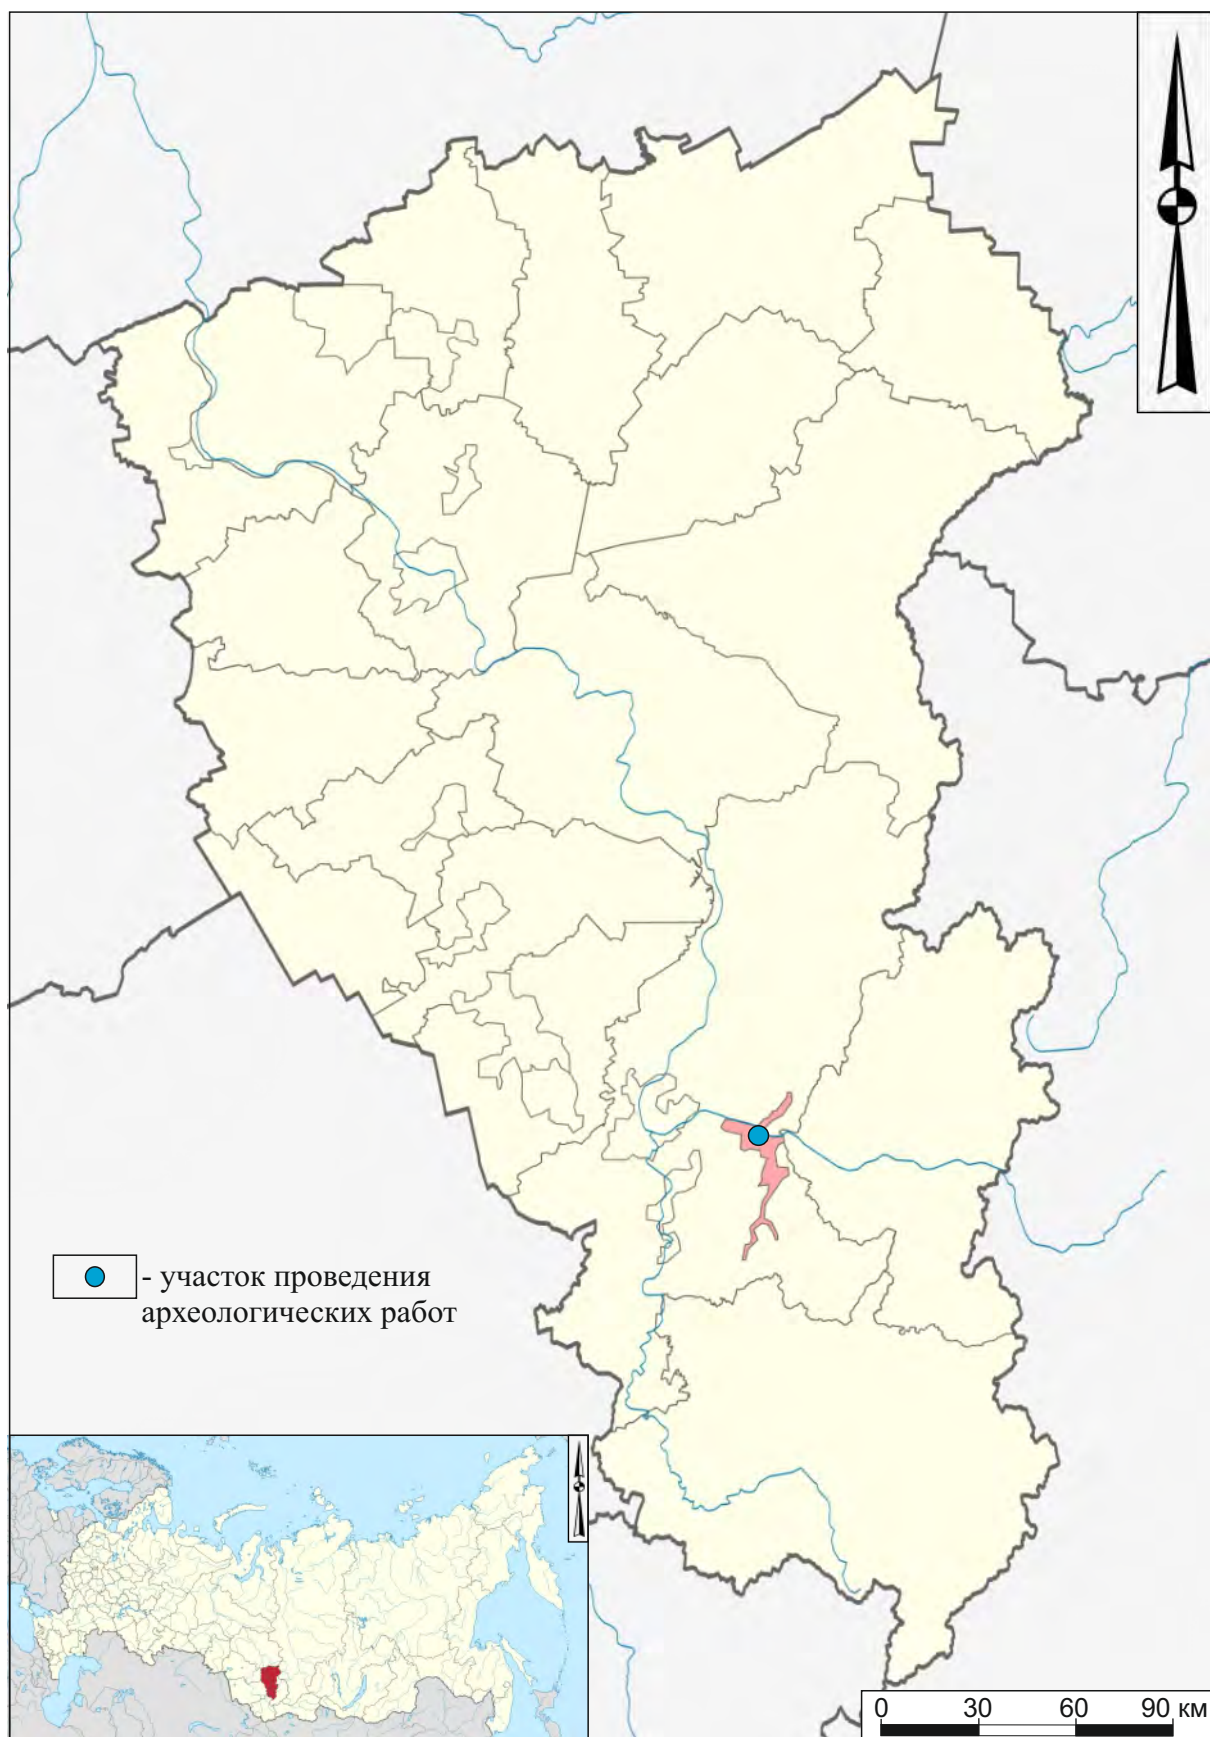 - участок проведения
археологических работ
0 30 60 90 км